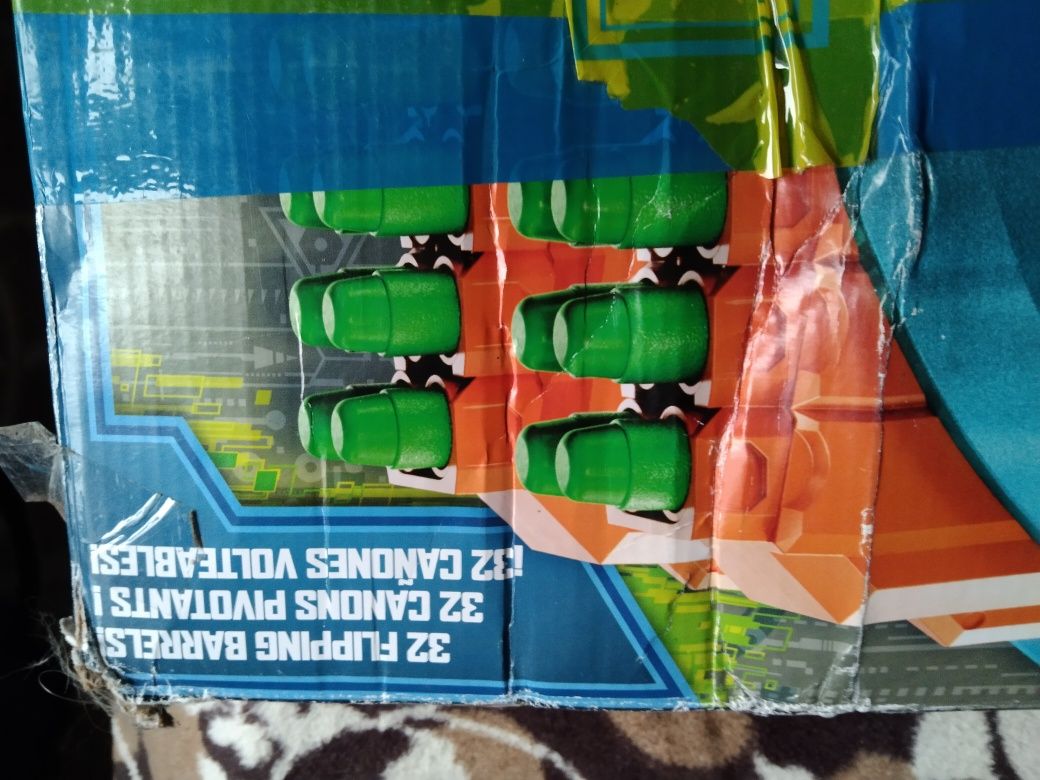 32 FLIPPING BARRELS!
32 CANONS PIVOTANTS !
¡32 CAÑONES VOLTEABLES!